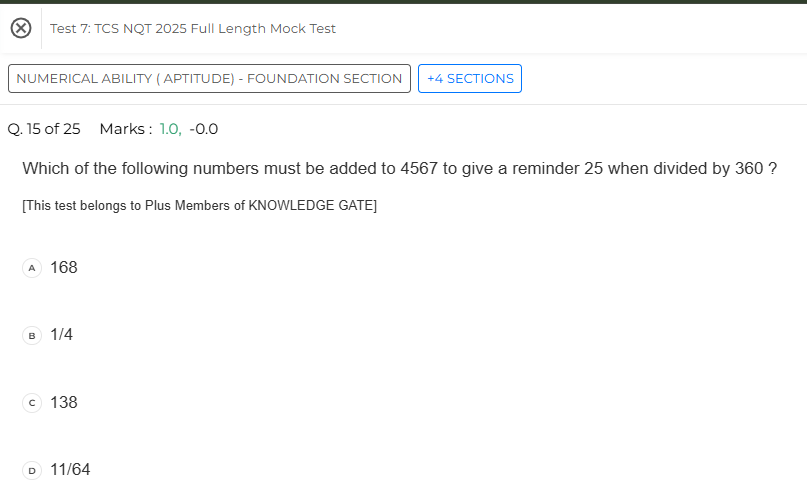 Test 7: TCS NQT 2025 Full Length Mock Test
NUMERICAL ABILITY ( APTITUDE) - FOUNDATION SECTION
+4 SECTIONS
Q. 15 of 25 Marks : 1.0, -0.0
Which of the following numbers must be added to 4567 to give a reminder 25 when divided by 360 ?
[This test belongs to Plus Members of KNOWLEDGE GATE]
A 168
B 1/4
C 138
D 11/64